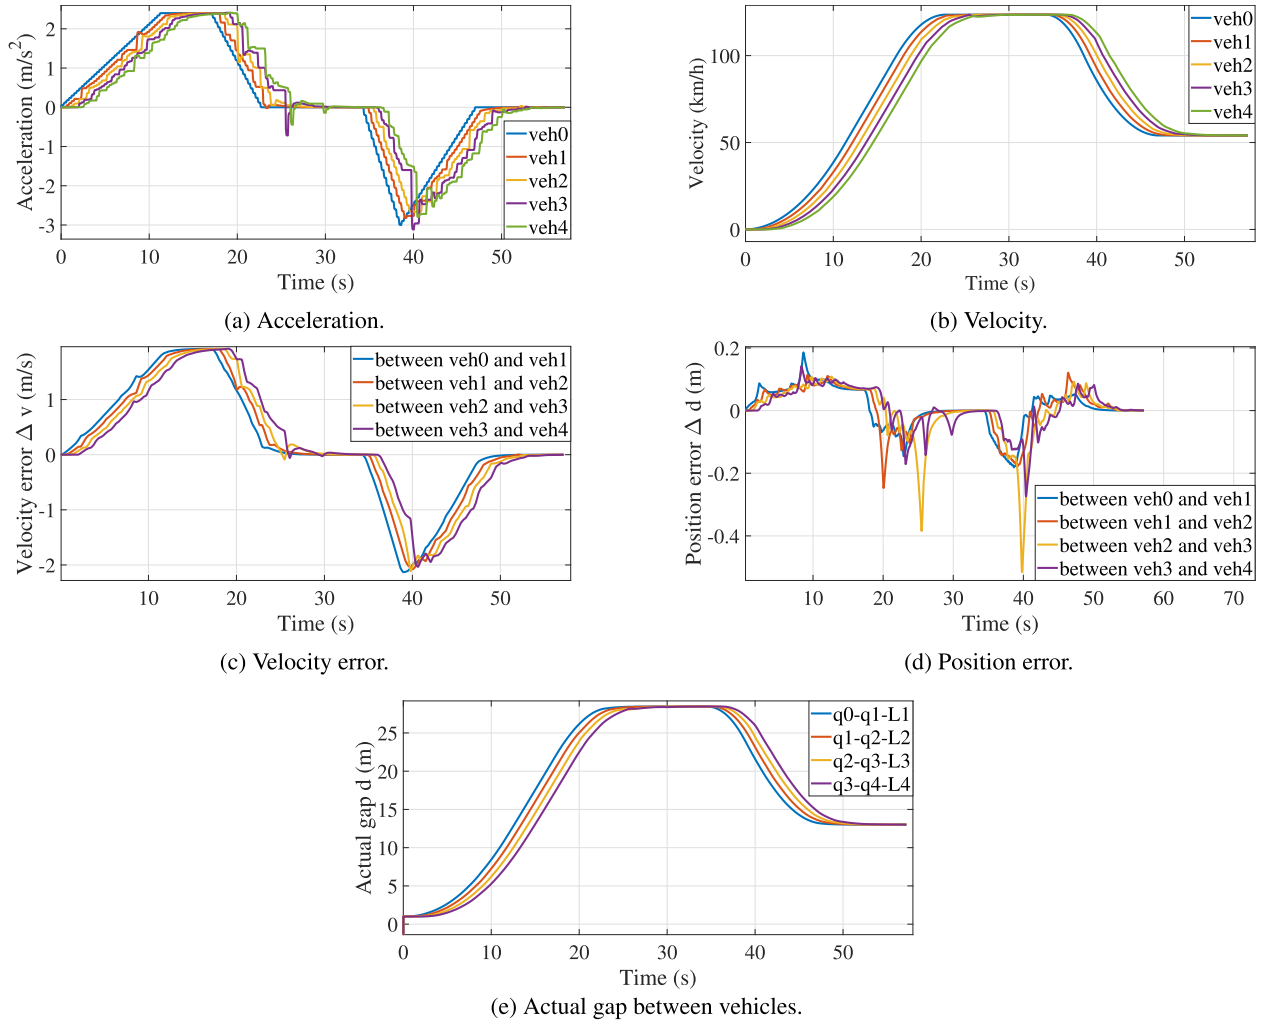 2
1
0
-1
-2
-3
Acceleration (m/s²)
0 10 20 30 40 50
Time (s)
veh0
veh1
veh2
veh3
veh4
(a) Acceleration.
100
50
0
Velocity (km/h)
0 10 20 30 40 50
Time (s)
veh0
veh1
veh2
veh3
veh4
(b) Velocity.
1
0
-1
-2
Velocity error Δ v (m/s)
10 20 30 40 50
Time (s)
between veh0 and veh1
between veh1 and veh2
between veh2 and veh3
between veh3 and veh4
(c) Velocity error.
0.2
0
-0.2
-0.4
Position error Δ d (m)
10 20 30 40 50 60 70
Time (s)
between veh0 and veh1
between veh1 and veh2
between veh2 and veh3
between veh3 and veh4
(d) Position error.
25
20
15
10
5
0
Actual gap d (m)
0 10 20 30 40 50
Time (s)
q0-q1-L1
q1-q2-L2
q2-q3-L3
q3-q4-L4
(e) Actual gap between vehicles.